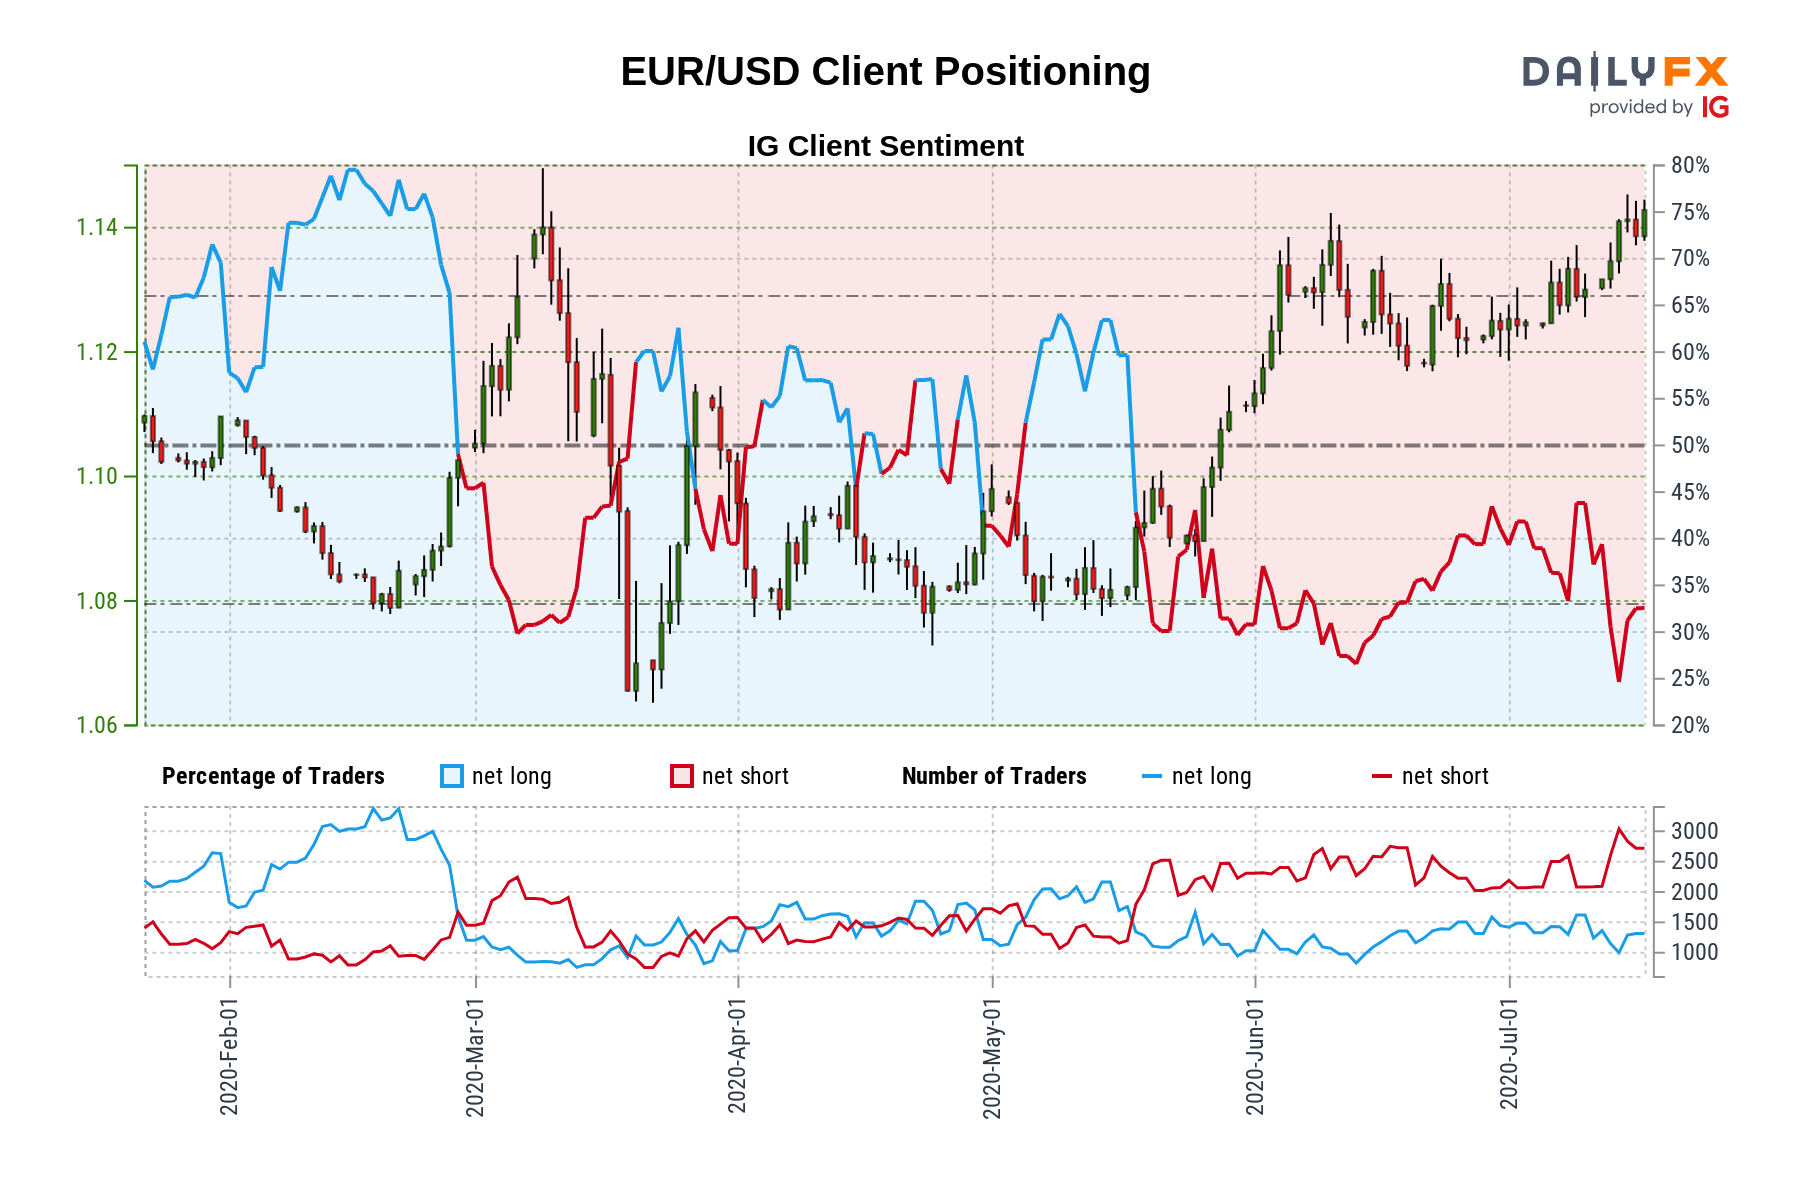 EUR/USD Client Positioning
DAILYFX
provided by IG
IG Client Sentiment
1.14
1.12
1.10
1.08
1.06
80%
75%
70%
65%
60%
55%
50%
45%
40%
35%
30%
25%
20%
Percentage of Traders net long net short Number of Traders net long net short
3000
2500
2000
1500
1000
2020-Feb-01
2020-Mar-01
2020-Apr-01
2020-May-01
2020-Jun-01
2020-Jul-01